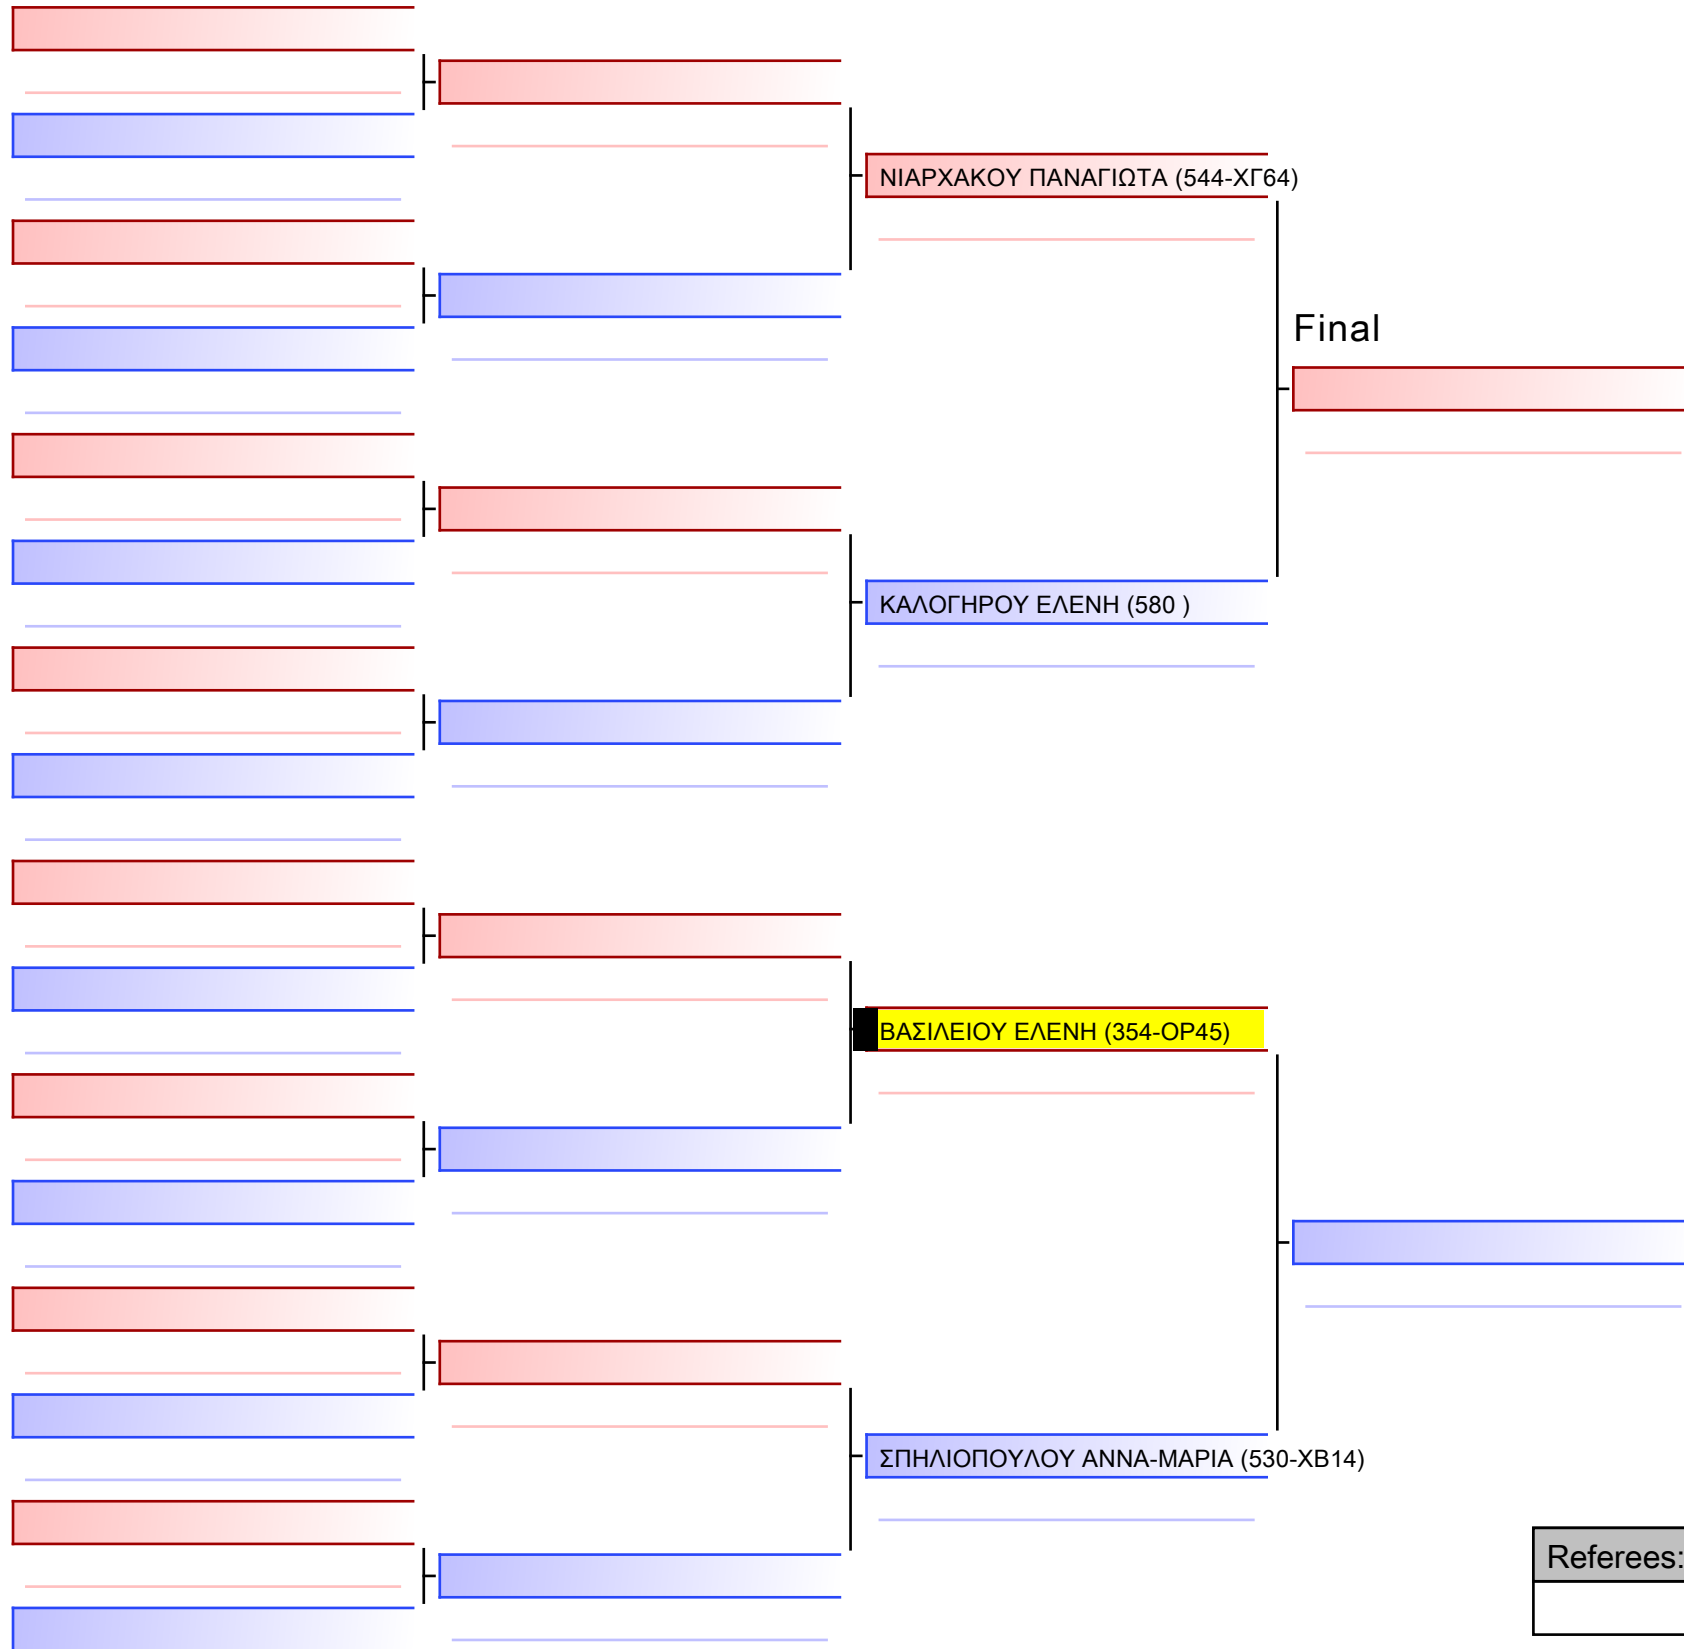 ΝΙΑΡΧΑΚΟΥ ΠΑΝΑΓΙΩΤΑ (544-ΧΓ64)
Final
ΚΑΛΟΓΗΡΟΥ ΕΛΕΝΗ (580 )
ΒΑΣΙΛΕΙΟΥ ΕΛΕΝΗ (354-ΟΡ45)
ΣΠΗΛΙΟΠΟΥΛΟΥ ΑΝΝΑ-ΜΑΡΙΑ (530-ΧΒ14)
Referees: